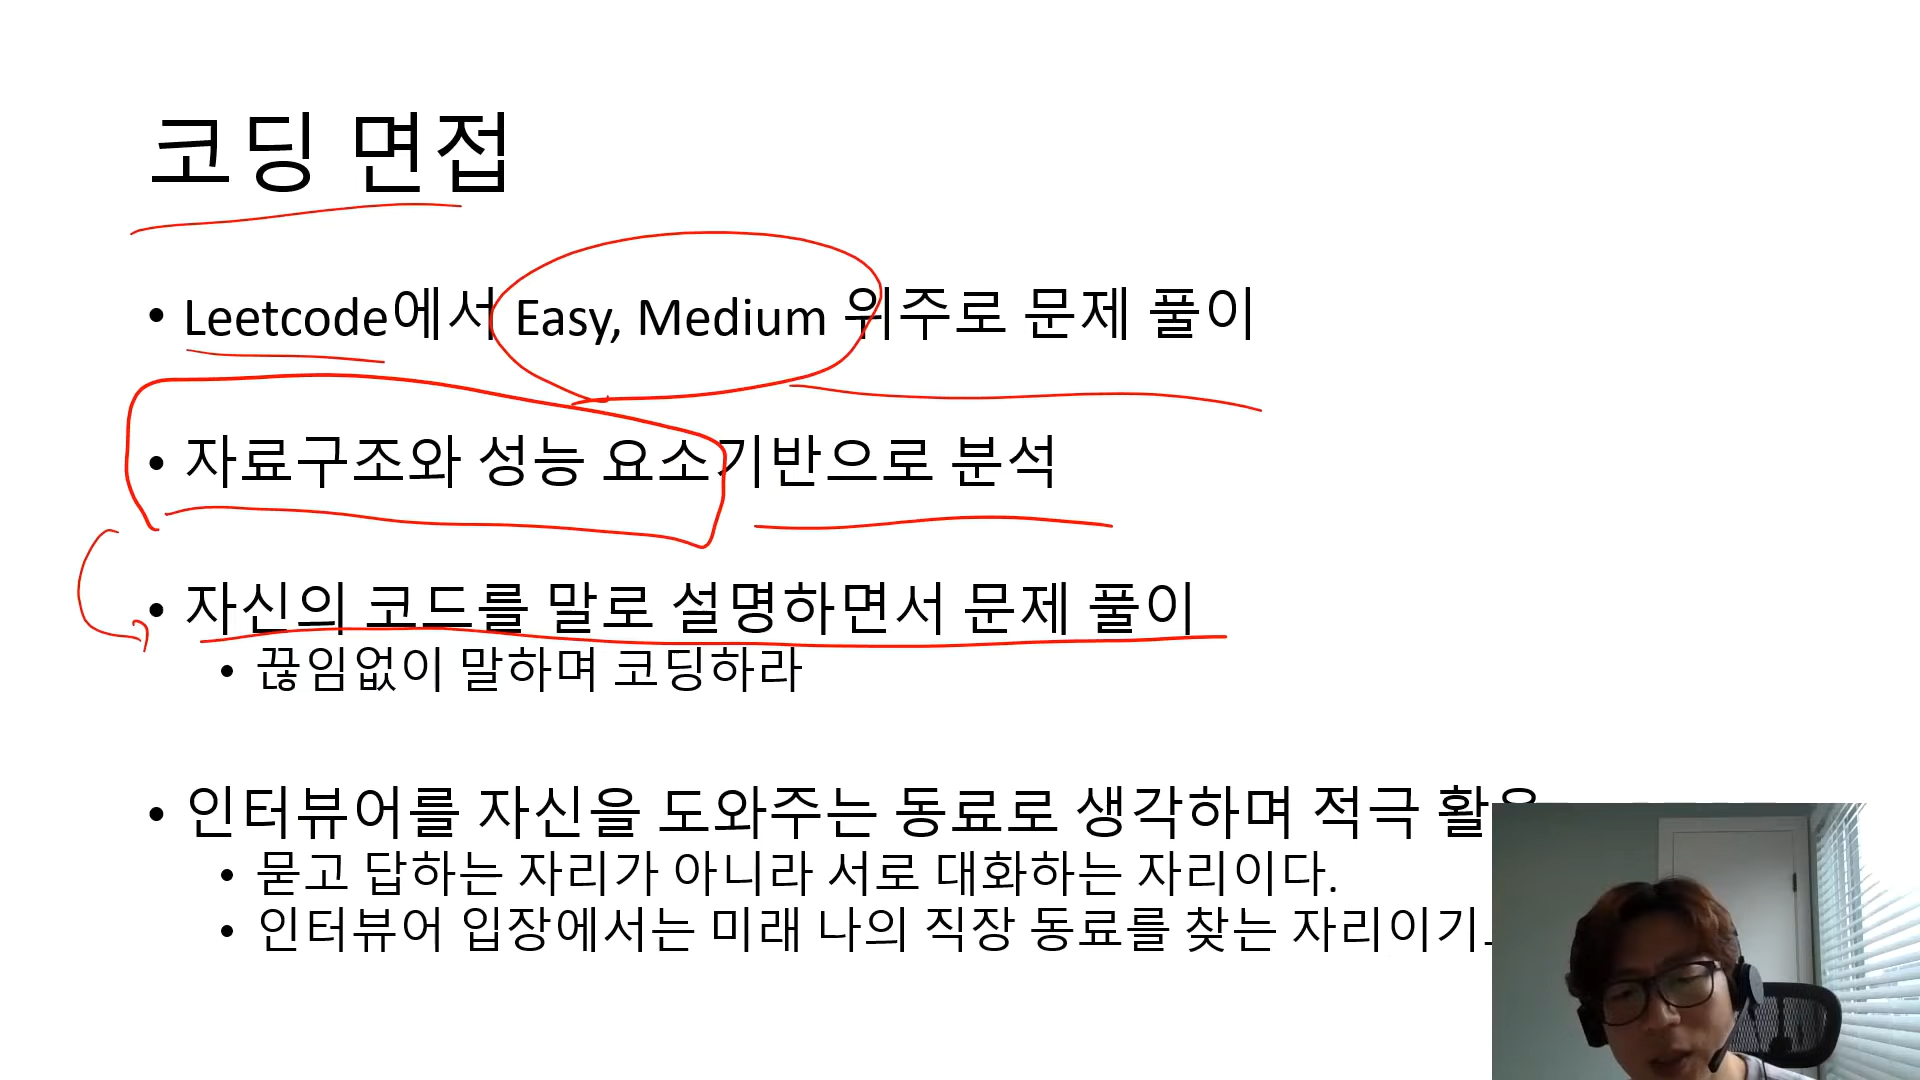 코딩 면접
• Leetcode에서 Easy, Medium 위주로 문제 풀이
• 자료구조와 성능 요소 기반으로 분석
• 자신의 코드를 말로 설명하면서 문제 풀이
• 끊임없이 말하며 코딩하라
• 인터뷰어를 자신을 도와주는 동료로 생각하며 적극
• 묻고 답하는 자리가 아니라 서로 대화하는 자리이다.
• 인터뷰어 입장에서는 미래 나의 직장 동료를 찾는 자리이기